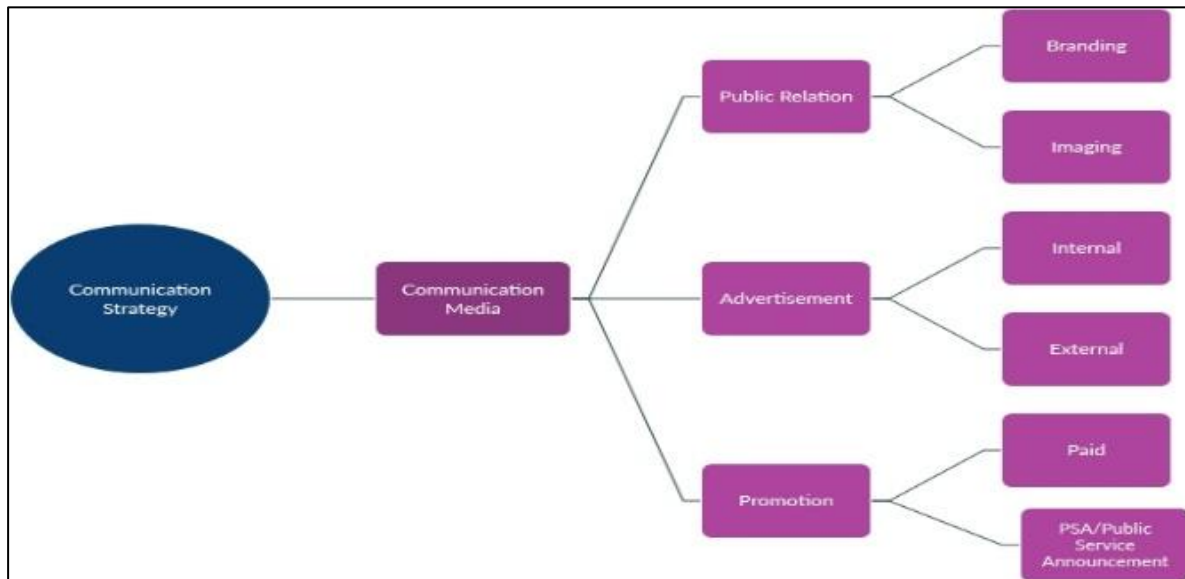 Communication
Strategy
Communication
Media
Public Relation
Branding
Imaging
Advertisement
Internal
External
Promotion
Paid
PSA/Public
Service
Announcement